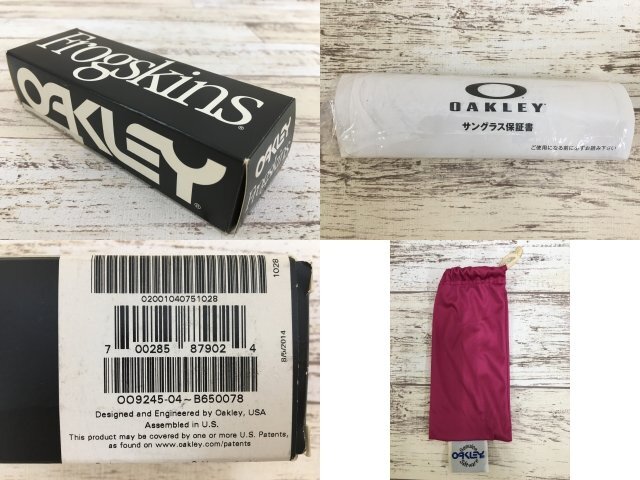 Frogskins
OAKLEY®
OAKLEY
Frogskins
OAKLEY
サングラス保証書
ご使用になる前に必ずお読み下さい
02001040751028
1028
7 00285 87902 4
8/5/2014
OO9245-04~B650078
Designed and Engineered by Oakley, USA
Assembled in U.S.
This product may be covered by one or more U.S. Patents,
as found on www.oakley.com/patents
Genuine
OAKLEY
Software